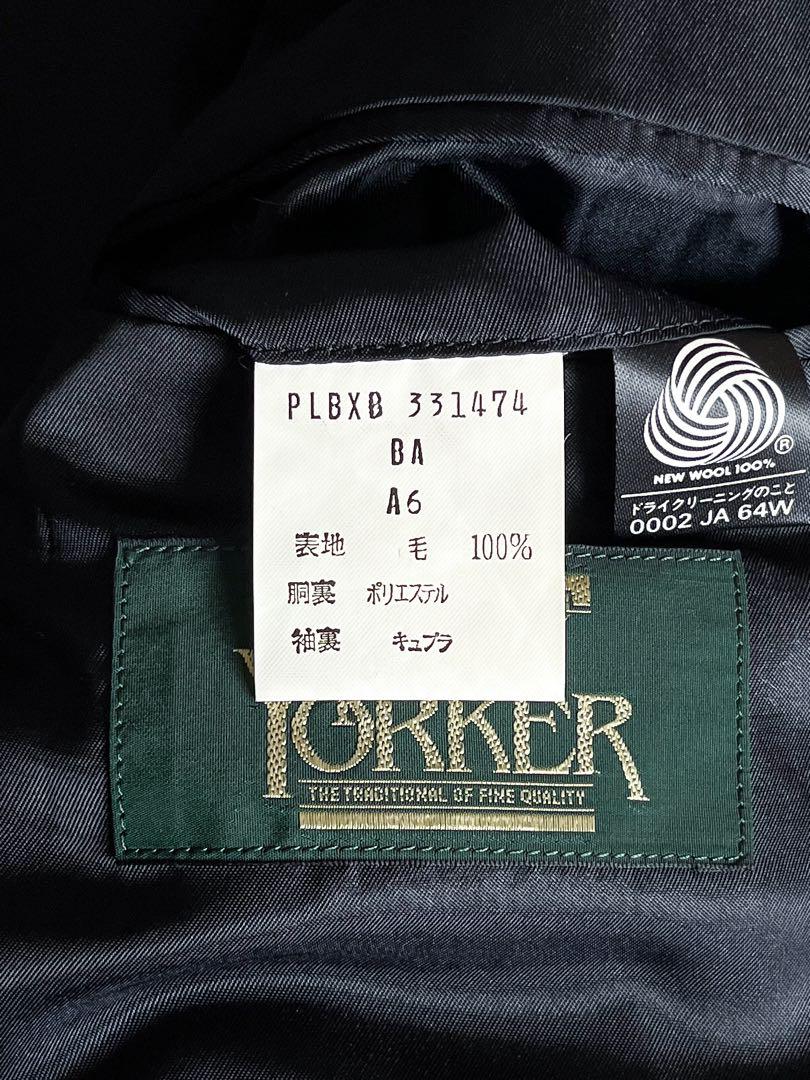 PLBXB 331474
BA
A6
表地 毛 100%
胴裏 ポリエステル
袖裏 キュプラ
NEW WOOL 100%
®
ドライクリーニングのこと
0002 JA 64W
YORKER
THE TRADITIONAL OF FINE QUALITY